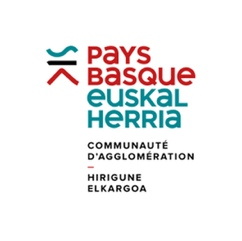 PAYS
BASQUE
EUSKAL
HERRIA
COMMUNAUTÉ
D'AGGLOMÉRATION
HIRIGUNE
ELKARGOA